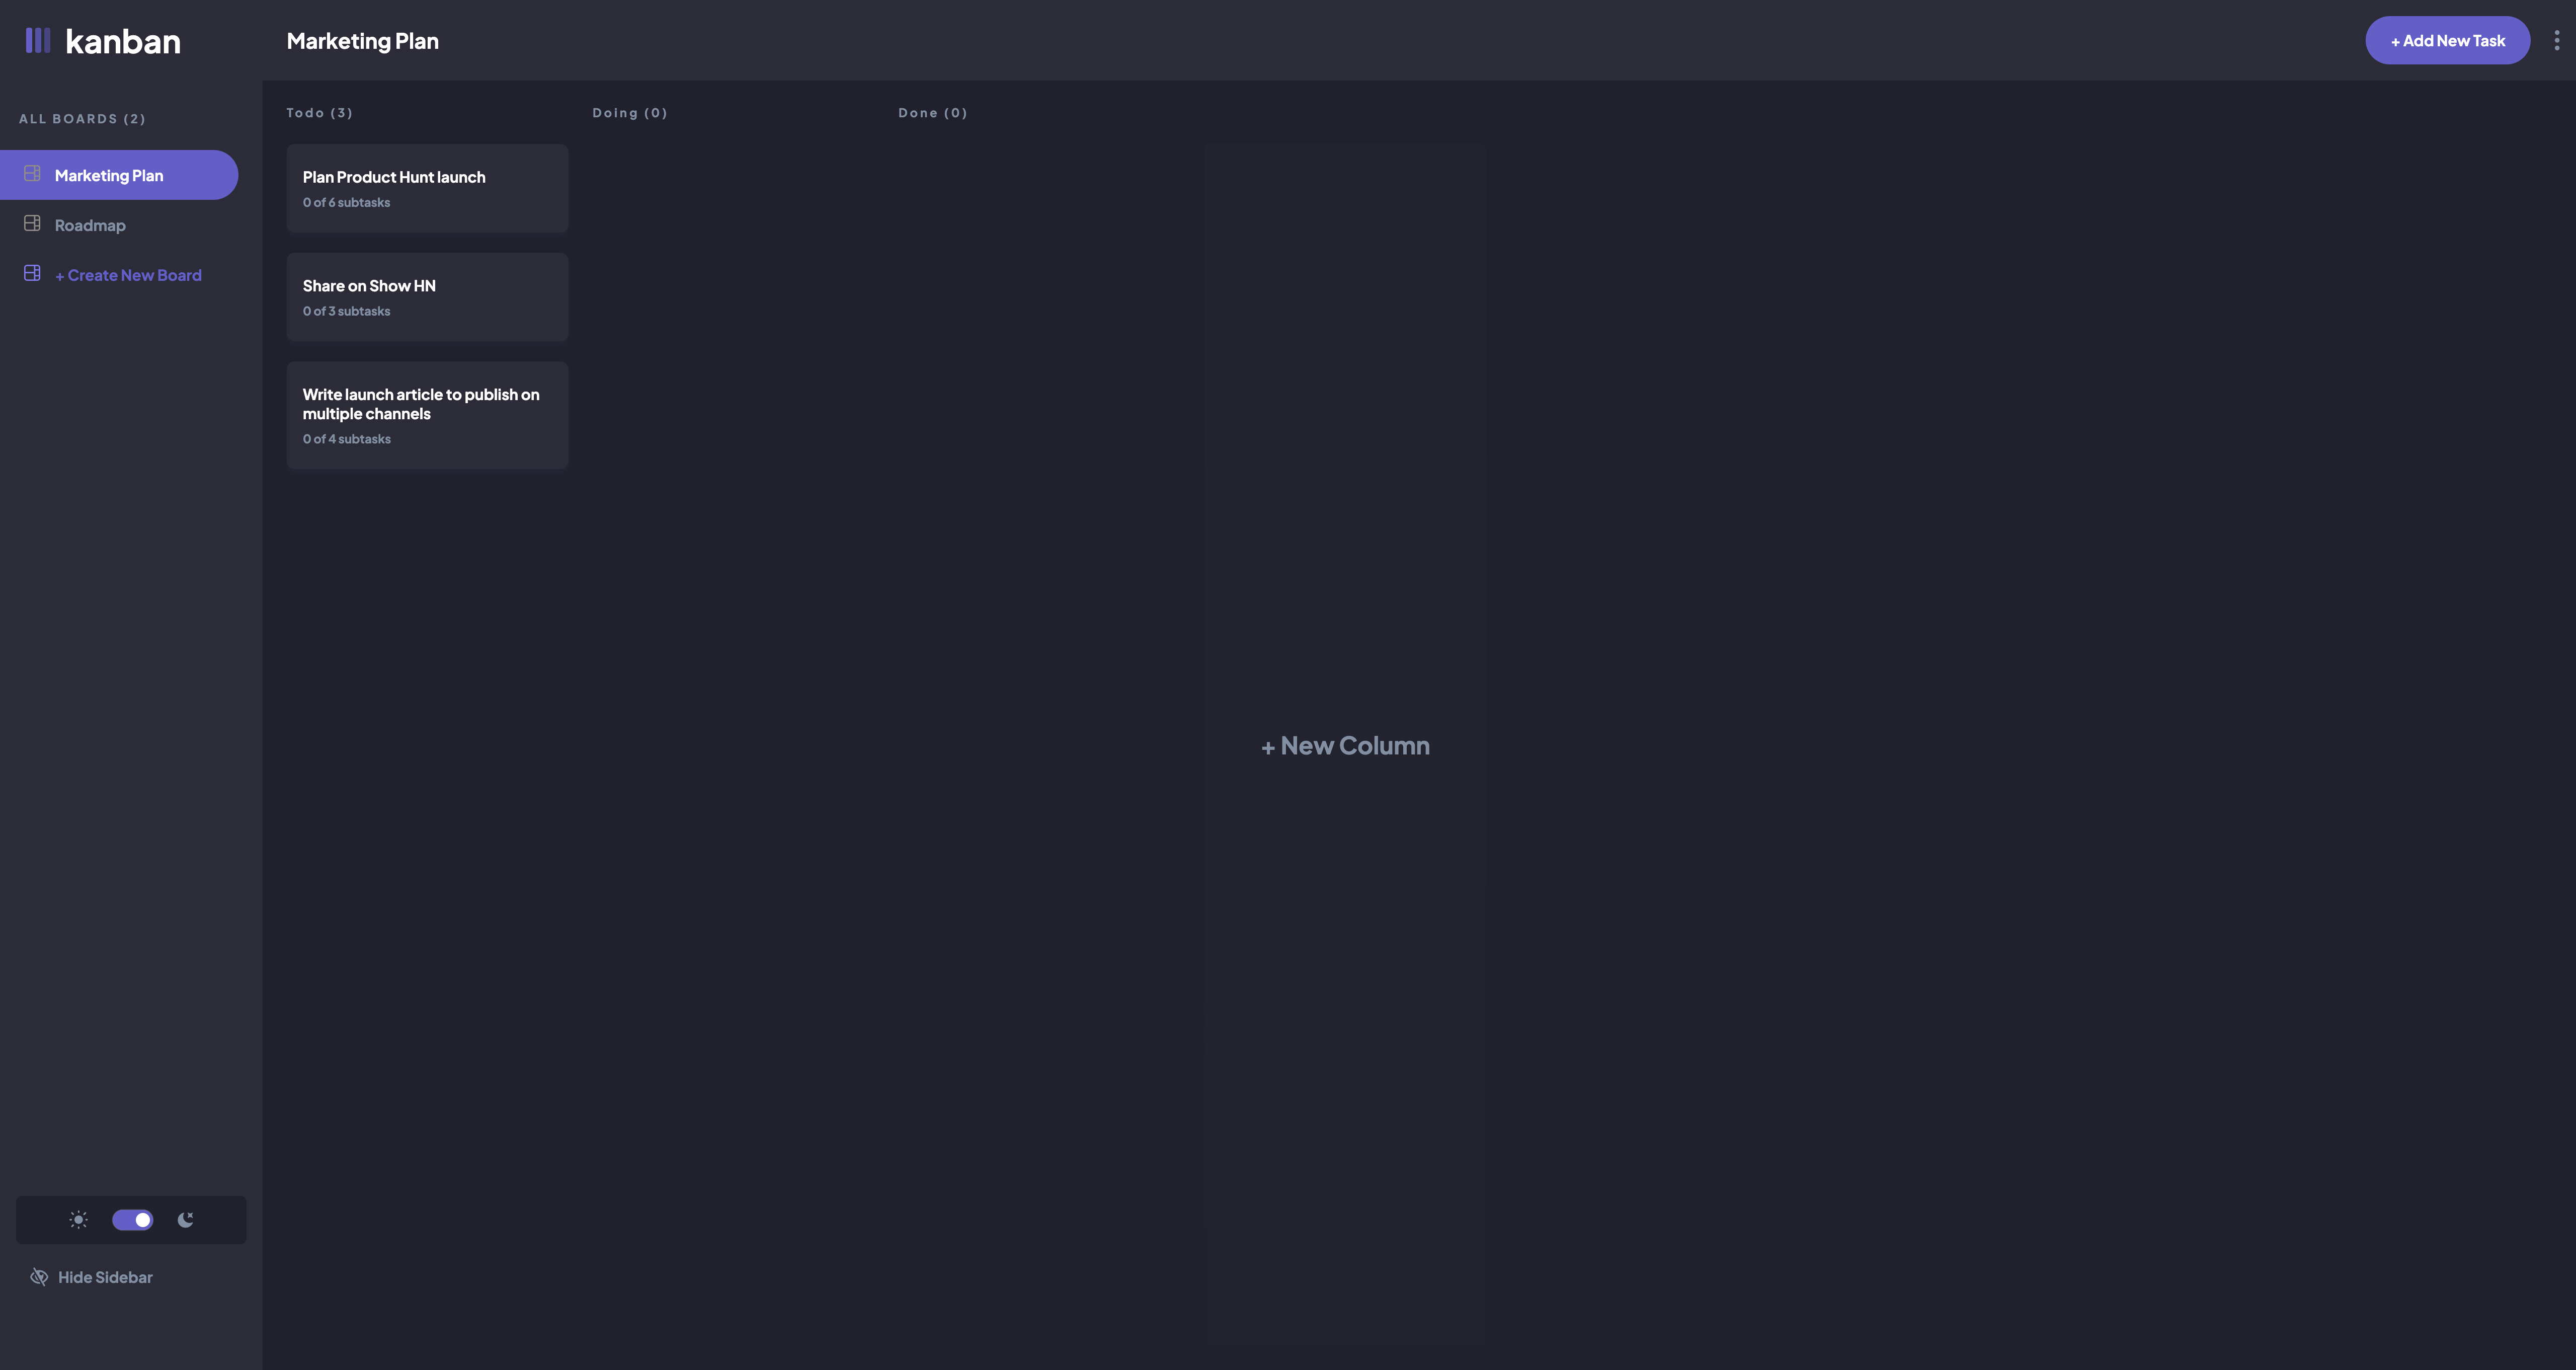 kanban
Marketing Plan
+ Add New Task
ALL BOARDS (2)
Marketing Plan
Roadmap
+ Create New Board
Todo (3)
Plan Product Hunt launch
0 of 6 subtasks
Share on Show HN
0 of 3 subtasks
Write launch article to publish on
multiple channels
0 of 4 subtasks
Doing (0)
Done (0)
+ New Column
Hide Sidebar